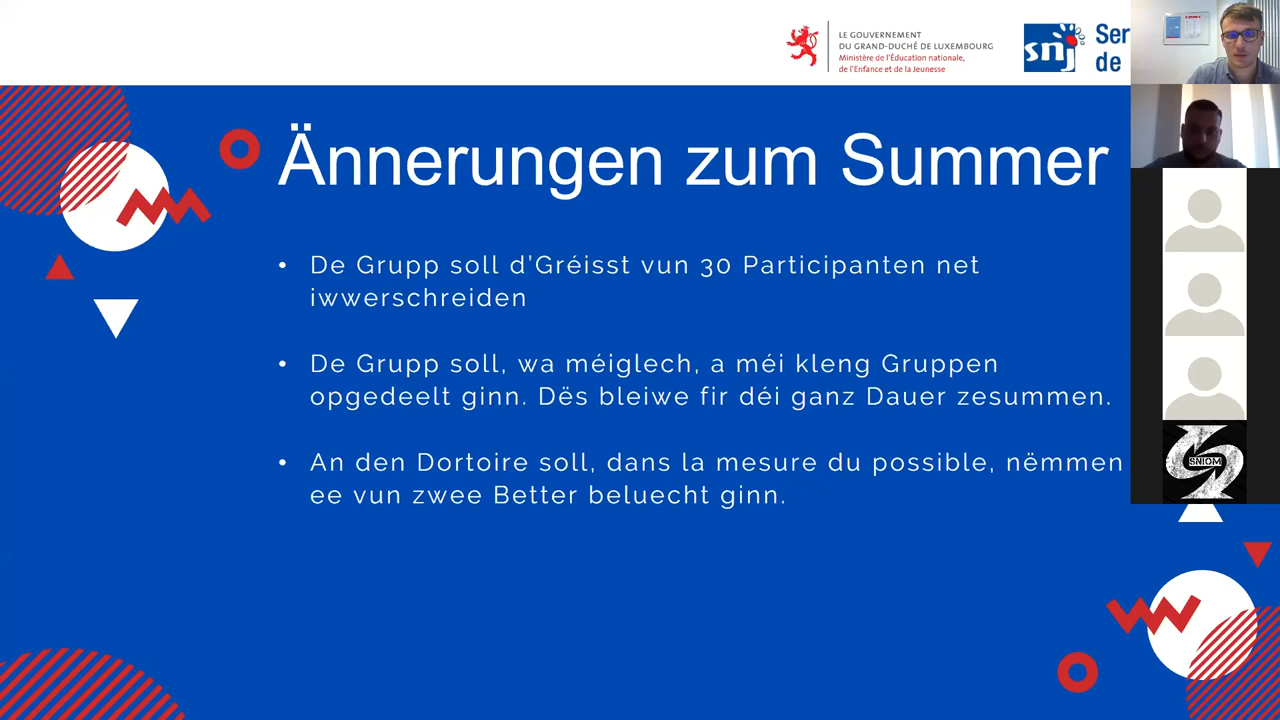 LE GOUVERNEMENT
DU GRAND-DUCHÉ DE LUXEMBOURG
Ministère de l'Éducation nationale,
de l'Enfance et de la Jeunesse
snj
Ser
de
Ännerungen zum Summer
• De Grupp soll d'Gréisst vun 30 Participanten net
iwwerschreiden
• De Grupp soll, wa méiglech, a méi kleng Gruppen
opgedeelt ginn. Dës bleiwe fir déi ganz Dauer zesummen.
• An den Dortoire soll, dans la mesure du possible, nëmmen
ee vun zwee Better beluecht ginn.
SNIOM